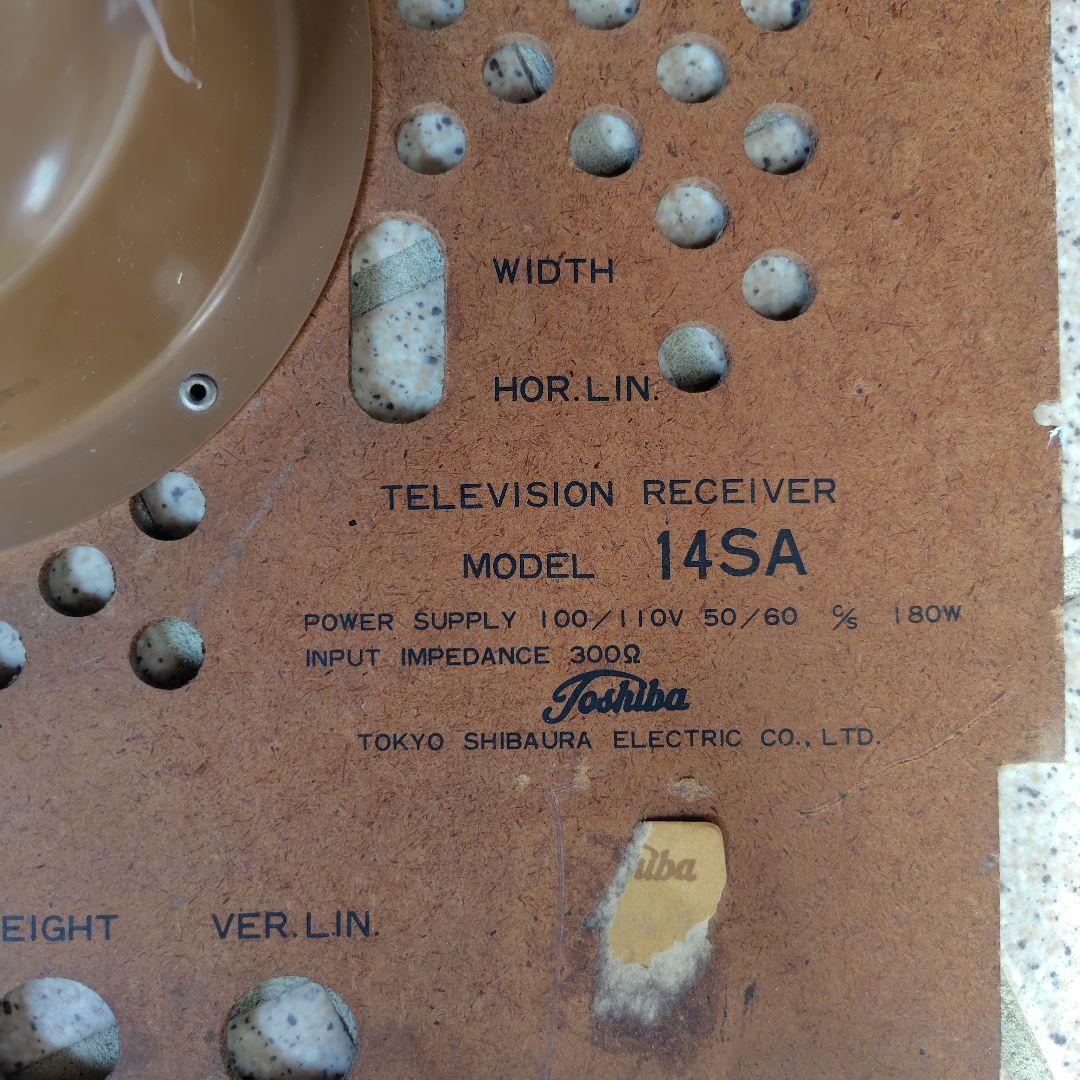 WIDTH
HOR.LIN.
TELEVISION RECEIVER
MODEL 14SA
POWER SUPPLY 100/110V 50/60 c/s 180W
INPUT IMPEDANCE 300Ω
Toshiba
TOKYO SHIBAURA ELECTRIC CO., LTD.
iba
EIGHT VER.LIN.